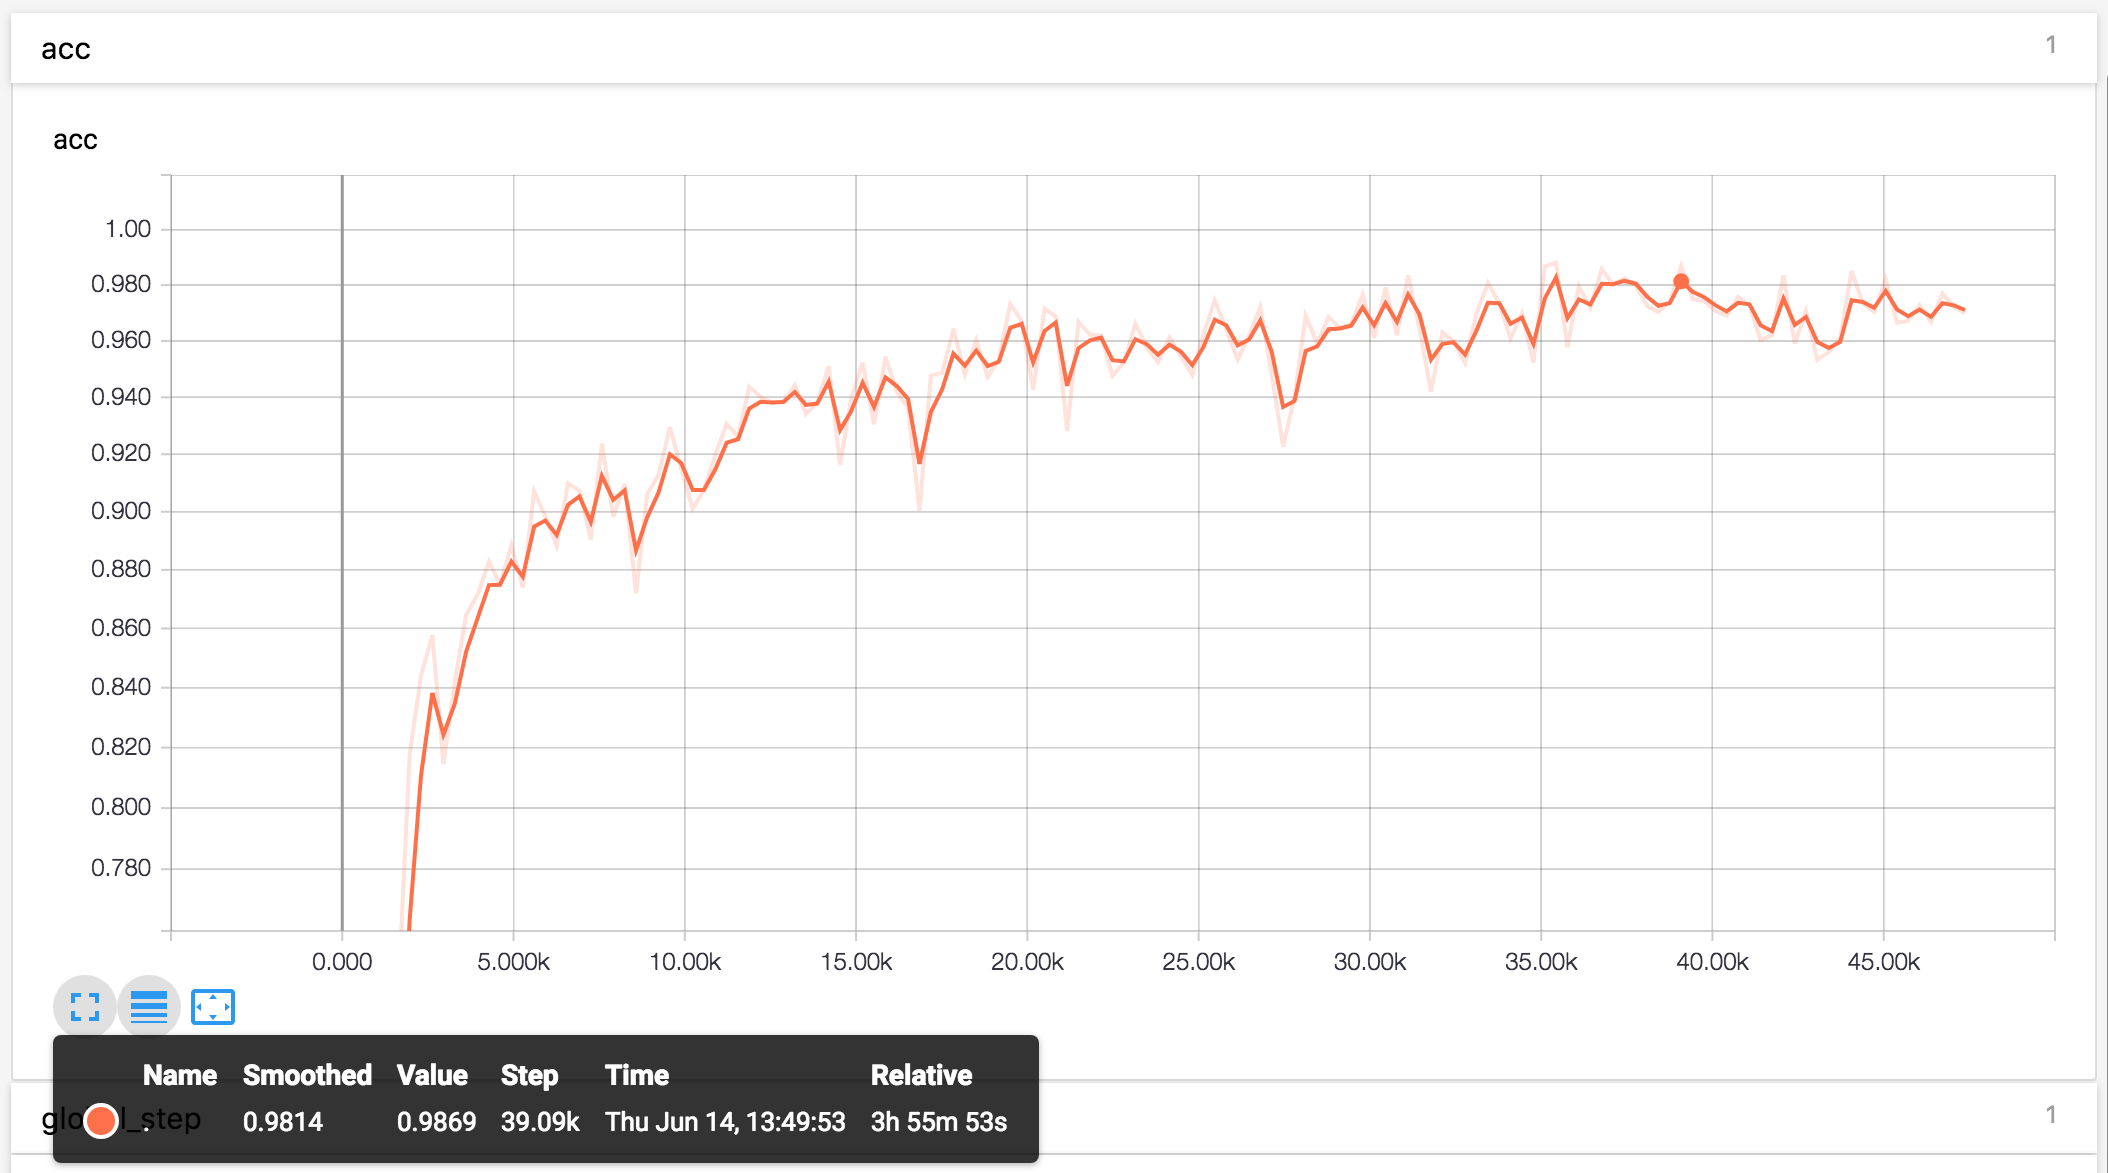 acc 1
acc
1.00
0.980
0.960
0.940
0.920
0.900
0.880
0.860
0.840
0.820
0.800
0.780
0.000 5.000k 10.00k 15.00k 20.00k 25.00k 30.00k 35.00k 40.00k 45.00k
Name Smoothed Value Step Time Relative
. 0.9814 0.9869 39.09k Thu Jun 14, 13:49:53 3h 55m 53s
global_step 1